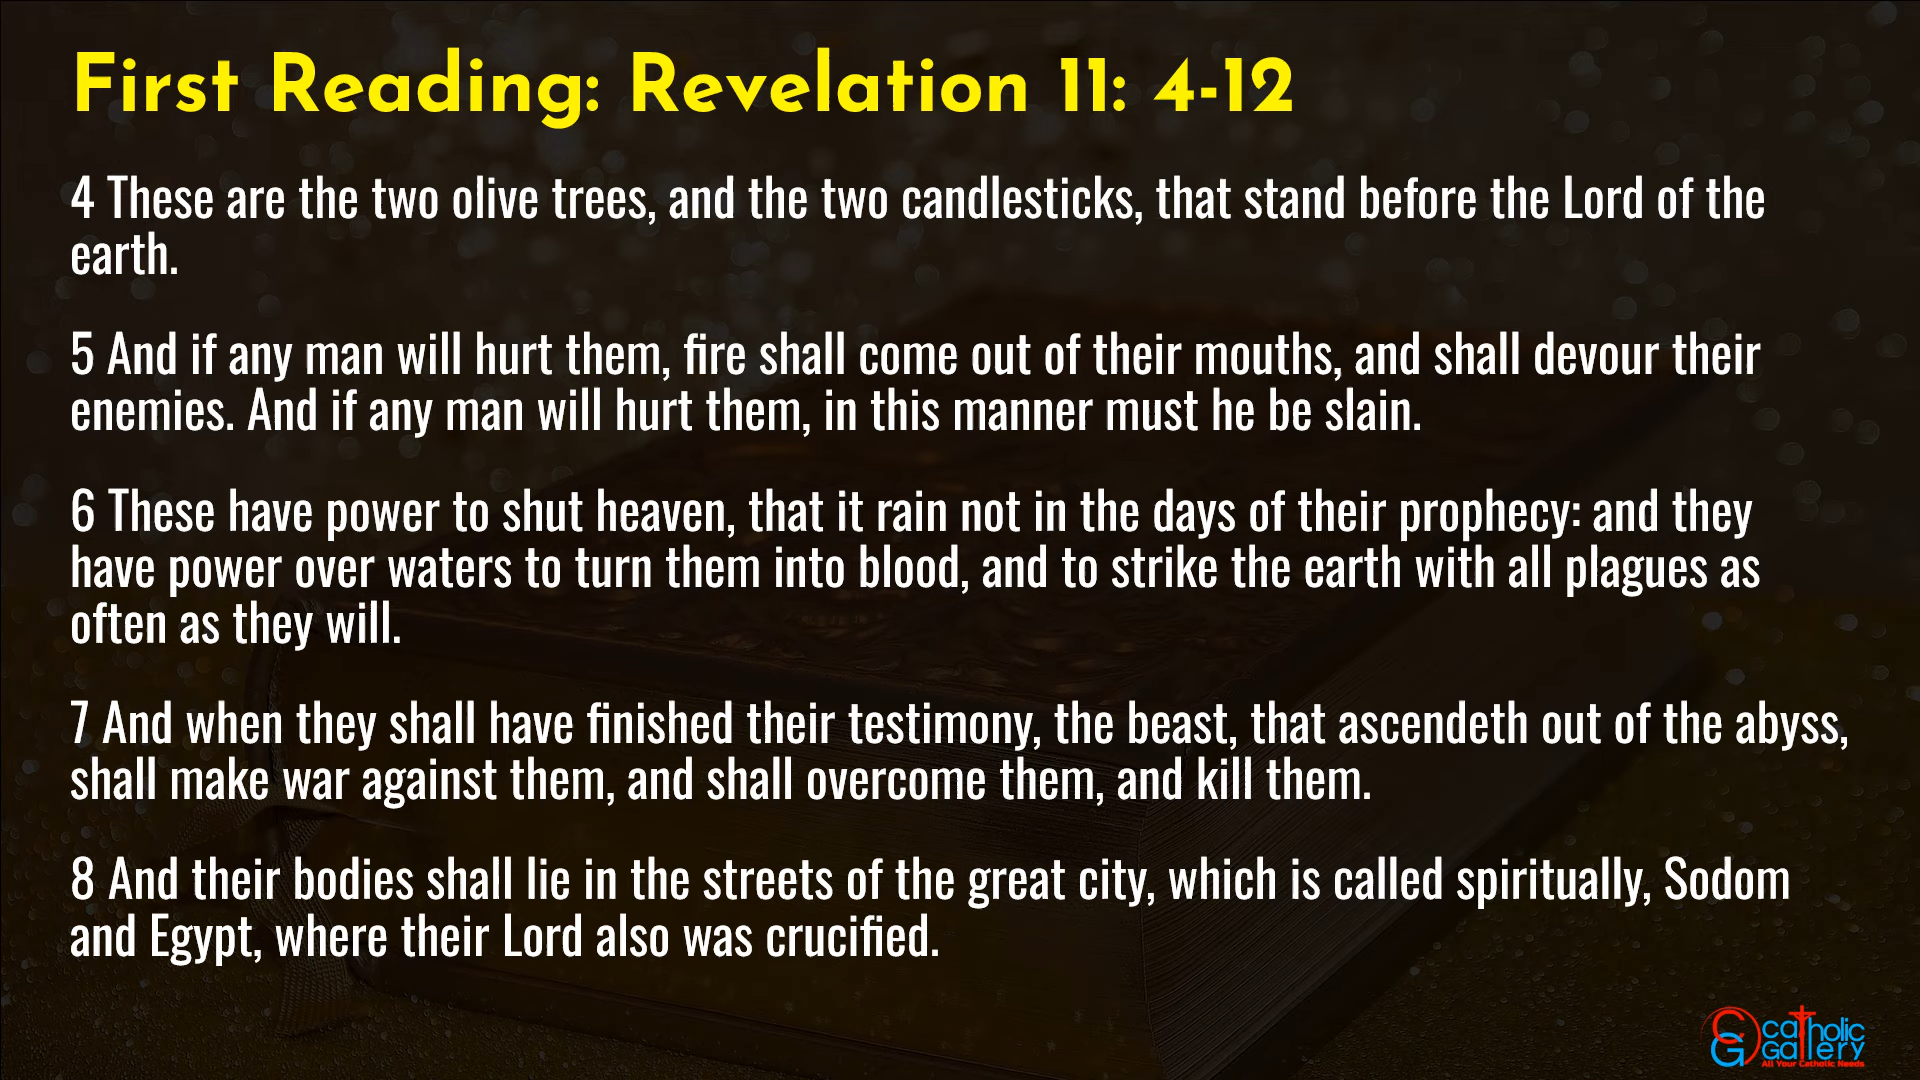 First Reading: Revelation 11: 4-12
4 These are the two olive trees, and the two candlesticks, that stand before the Lord of the
earth.
5 And if any man will hurt them, fire shall come out of their mouths, and shall devour their
enemies. And if any man will hurt them, in this manner must he be slain.
6 These have power to shut heaven, that it rain not in the days of their prophecy: and they
have power over waters to turn them into blood, and to strike the earth with all plagues as
often as they will.
7 And when they shall have finished their testimony, the beast, that ascendeth out of the abyss,
shall make war against them, and shall overcome them, and kill them.
8 And their bodies shall lie in the streets of the great city, which is called spiritually, Sodom
and Egypt, where their Lord also was crucified.
CG catholic
Gallery
All Your Catholic Needs